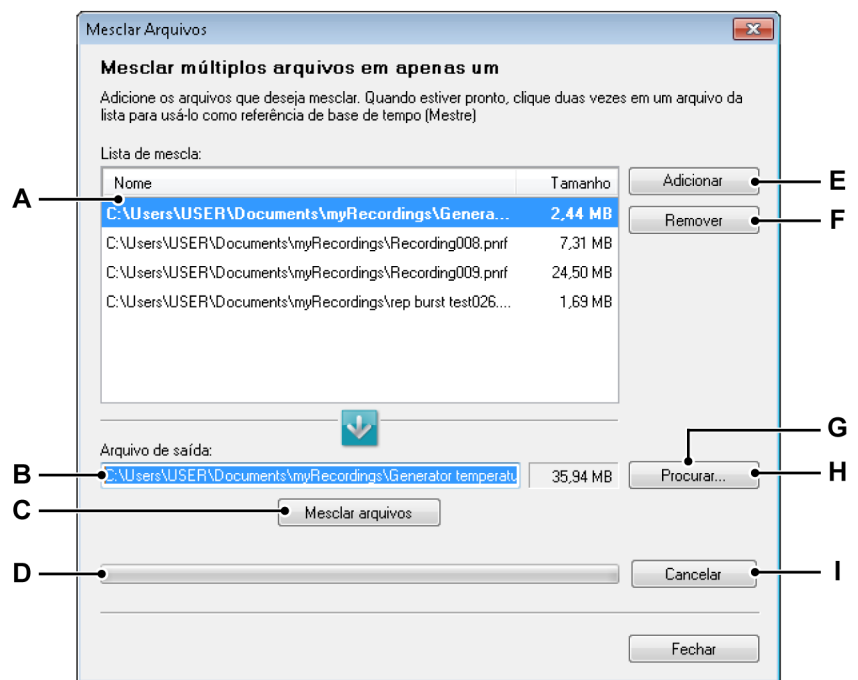 Mesclar Arquivos
Mesclar múltiplos arquivos em apenas um
Adicione os arquivos que deseja mesclar. Quando estiver pronto, clique duas vezes em um arquivo da
lista para usá-lo como referência de base de tempo (Mestre)
Lista de mescla:
Nome Tamanho Adicionar E
A
C:\Users\USER\Documents\myRecordings\Genera... 2,44 MB Remover F
C:\Users\USER\Documents\myRecordings\Recording008.pnrf 7,31 MB
C:\Users\USER\Documents\myRecordings\Recording009.pnrf 24,50 MB
C:\Users\USER\Documents\myRecordings\rep burst test026.... 1,69 MB
G
Arquivo de saída:
B C:\Users\USER\Documents\myRecordings\Generator temperatu 35,94 MB Procurar... H
C Mesclar arquivos
D Cancelar I
Fechar